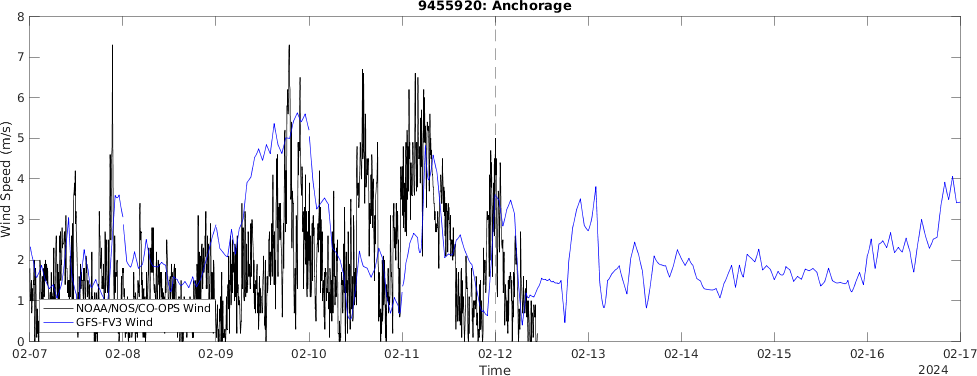 9455920: Anchorage
8
7
6
5
4
3
2
1
0
Wind Speed (m/s)
NOAA/NOS/CO-OPS Wind
GFS-FV3 Wind
02-07 02-08 02-09 02-10 02-11 02-12 02-13 02-14 02-15 02-16 02-17
Time
2024